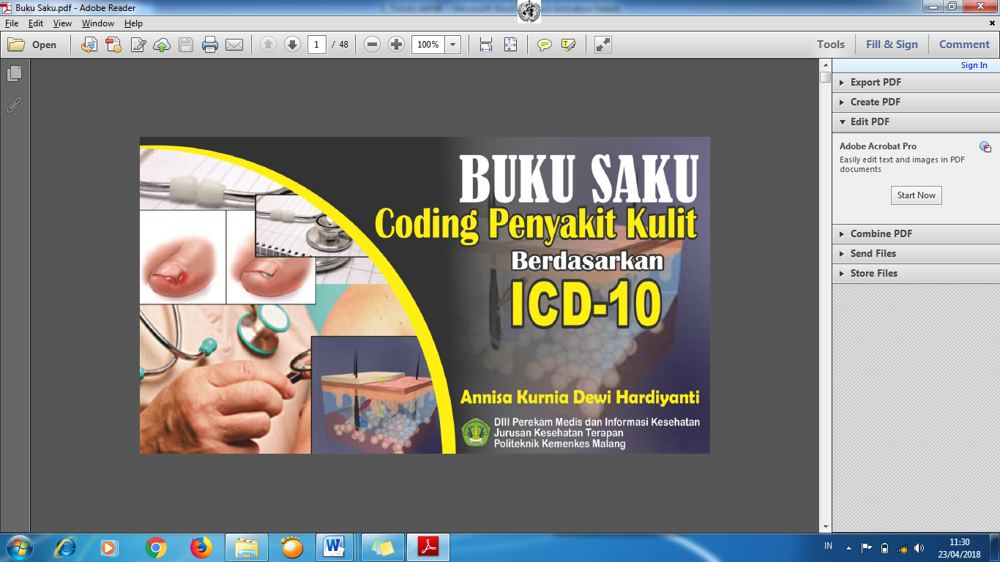 Buku Saku.pdf - Adobe Reader
File Edit View Window Help
Open
1 / 48
100%
Tools Fill & Sign Comment
Sign In
Export PDF
Create PDF
Edit PDF
Adobe Acrobat Pro
Easily edit text and images in PDF
documents
Start Now
Combine PDF
Send Files
Store Files
BUKU SAKU
Coding Penyakit Kulit
Berdasarkan
ICD-10
Annisa Kurnia Dewi Hardiyanti
DIII Perekam Medis dan Informasi Kesehatan
Jurusan Kesehatan Terapan
Politeknik Kemenkes Malang
IN
11:30
23/04/2018